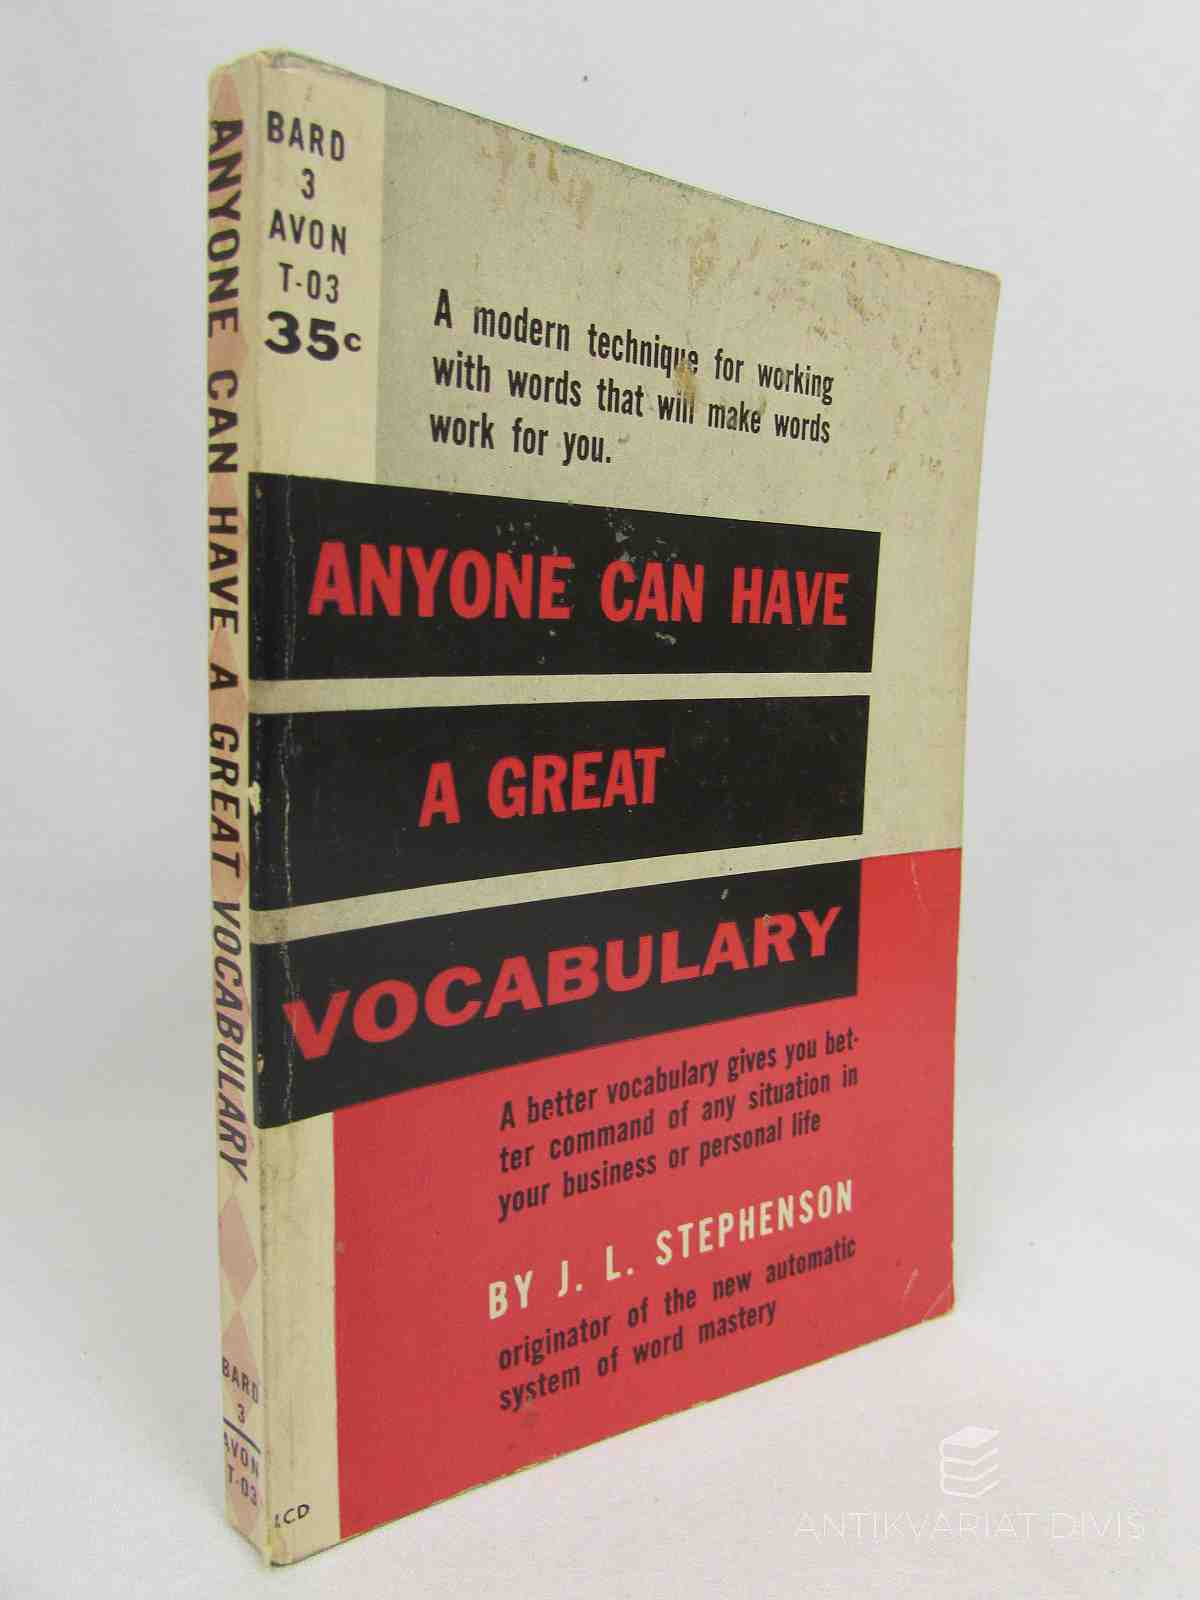 ANYONE CAN HAVE A GREAT VOCABULARY
BARD
3
AVON
T-03
BARD
3
AVON
T-03
35c
A modern technique for working
with words that will make words
work for you.
ANYONE CAN HAVE
A GREAT
VOCABULARY
A better vocabulary gives you bet-
ter command of any situation in
your business or personal life
BY J. L. STEPHENSON
originator of the new automatic
system of word mastery
LCD
ANTIKVARIAT DIVIS